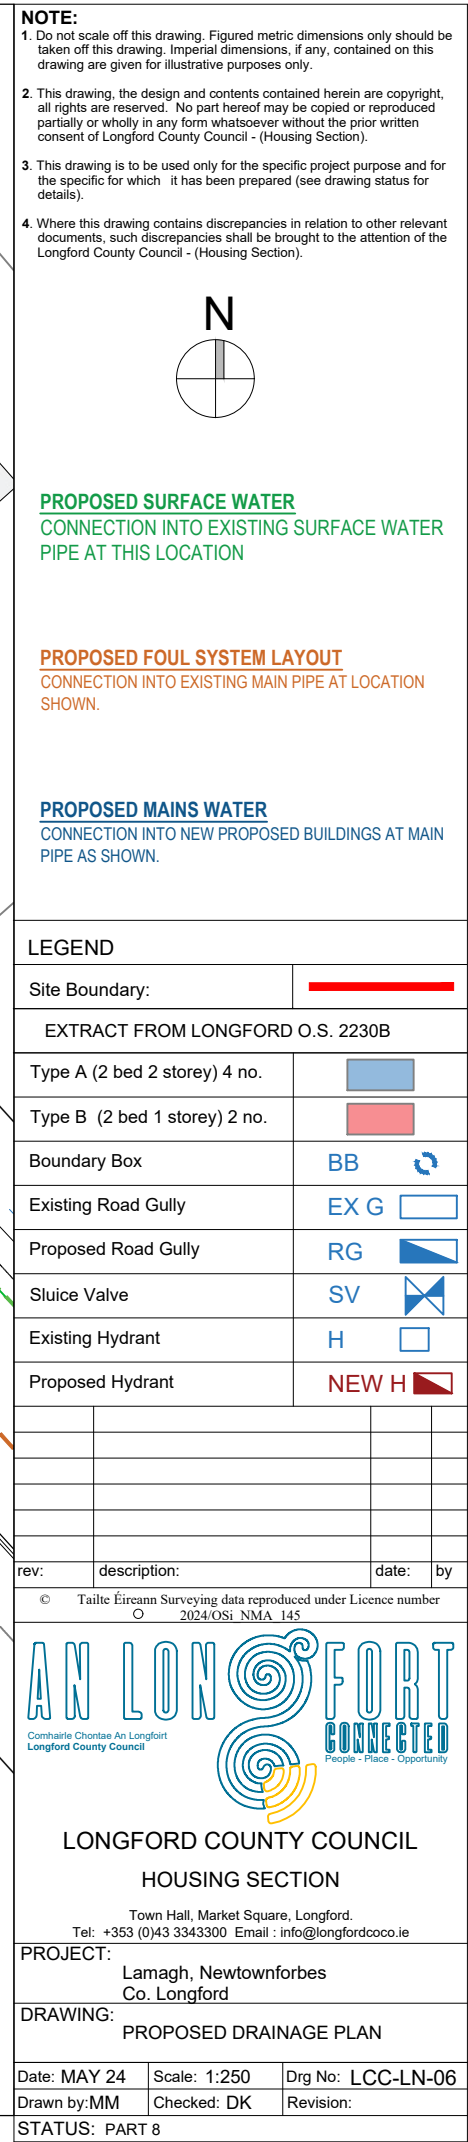 NOTE:
1. Do not scale off this drawing. Figured metric dimensions only should be
taken off this drawing. Imperial dimensions, if any, contained on this
drawing are given for illustrative purposes only.
2. This drawing, the design and contents contained herein are copyright,
all rights are reserved. No part hereof may be copied or reproduced
partially or wholly in any form whatsoever without the prior written
consent of Longford County Council - (Housing Section).
3. This drawing is to be used only for the specific project purpose and for
the specific for which it has been prepared (see drawing status for
details).
4. Where this drawing contains discrepancies in relation to other relevant
documents, such discrepancies shall be brought to the attention of the
Longford County Council - (Housing Section).
N
PROPOSED SURFACE WATER
CONNECTION INTO EXISTING SURFACE WATER
PIPE AT THIS LOCATION
PROPOSED FOUL SYSTEM LAYOUT
CONNECTION INTO EXISTING MAIN PIPE AT LOCATION
SHOWN.
PROPOSED MAINS WATER
CONNECTION INTO NEW PROPOSED BUILDINGS AT MAIN
PIPE AS SHOWN.
LEGEND
Site Boundary:
EXTRACT FROM LONGFORD O.S. 2230B
Type A (2 bed 2 storey) 4 no.
Type B (2 bed 1 storey) 2 no.
Boundary Box BB
Existing Road Gully EX G
Proposed Road Gully RG
Sluice Valve SV
Existing Hydrant H
Proposed Hydrant NEW H
rev: description: date: by
© Tailte Éireann Surveying data reproduced under Licence number
2024/OSi_NMA_145
AN LONGFORT
Comhairle Chontae An Longfoirt
Longford County Council
CONNECTED
People - Place - Opportunity
LONGFORD COUNTY COUNCIL
HOUSING SECTION
Town Hall, Market Square, Longford.
Tel: +353 (0)43 3343300 Email : info@longfordcoco.ie
PROJECT:
Lamagh, Newtownforbes
Co. Longford
DRAWING:
PROPOSED DRAINAGE PLAN
Date: MAY 24 Scale: 1:250 Drg No: LCC-LN-06
Drawn by:MM Checked: DK Revision:
STATUS: PART 8